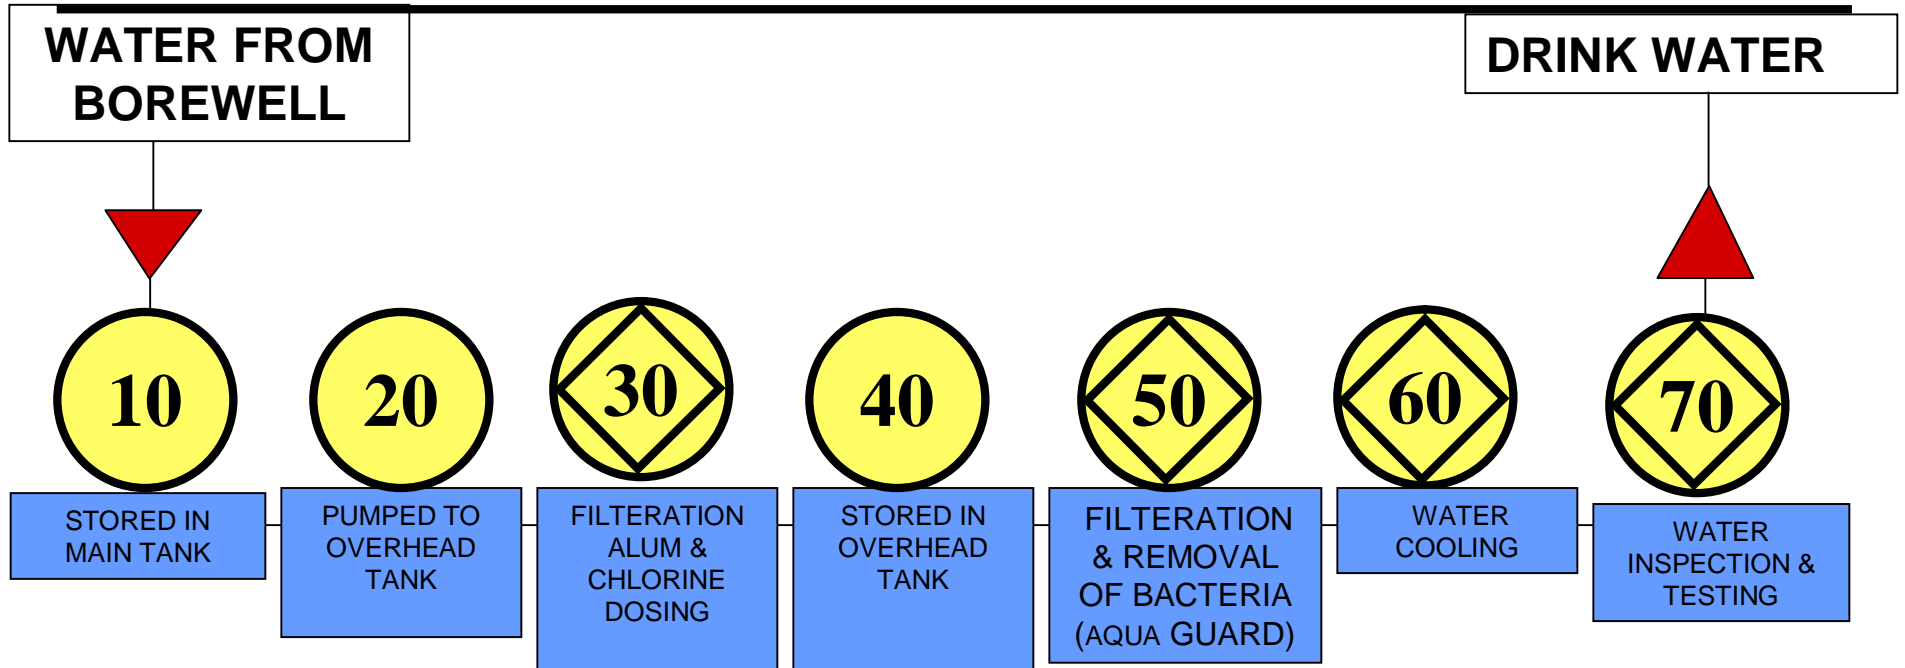 WATER FROM
BOREWELL
DRINK WATER
10
20
30
40
50
60
70
STORED IN
MAIN TANK
PUMPED TO
OVERHEAD
TANK
FILTERATION
ALUM &
CHLORINE
DOSING
STORED IN
OVERHEAD
TANK
FILTERATION
& REMOVAL
OF BACTERIA
(AQUA GUARD)
WATER
COOLING
WATER
INSPECTION &
TESTING